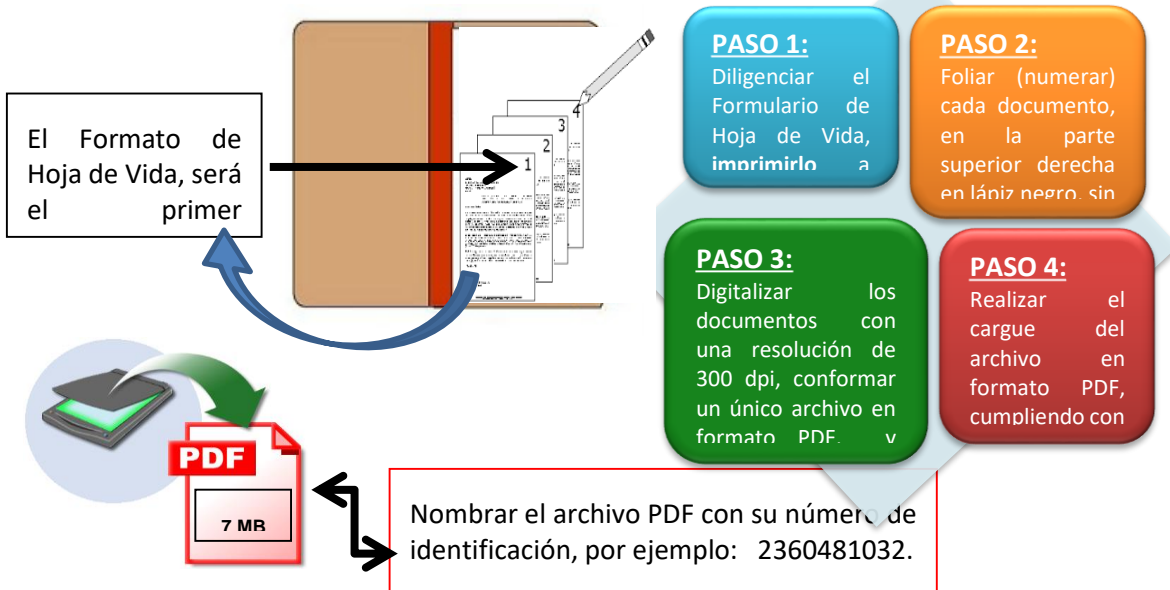 El Formato de
Hoja de Vida, será
el primer
1
2
3
4
PASO 1:
Diligenciar el
Formulario de
Hoja de Vida,
imprimirlo a
PASO 2:
Foliar (numerar)
cada documento,
en la parte
superior derecha
en lápiz negro, sin
PASO 3:
Digitalizar los
documentos con
una resolución de
300 dpi, conformar
un único archivo en
formato PDF, y
PASO 4:
Realizar el
cargue del
archivo en
formato PDF,
cumpliendo con
PDF
7 MB
Nombrar el archivo PDF con su número de
identificación, por ejemplo: 2360481032.